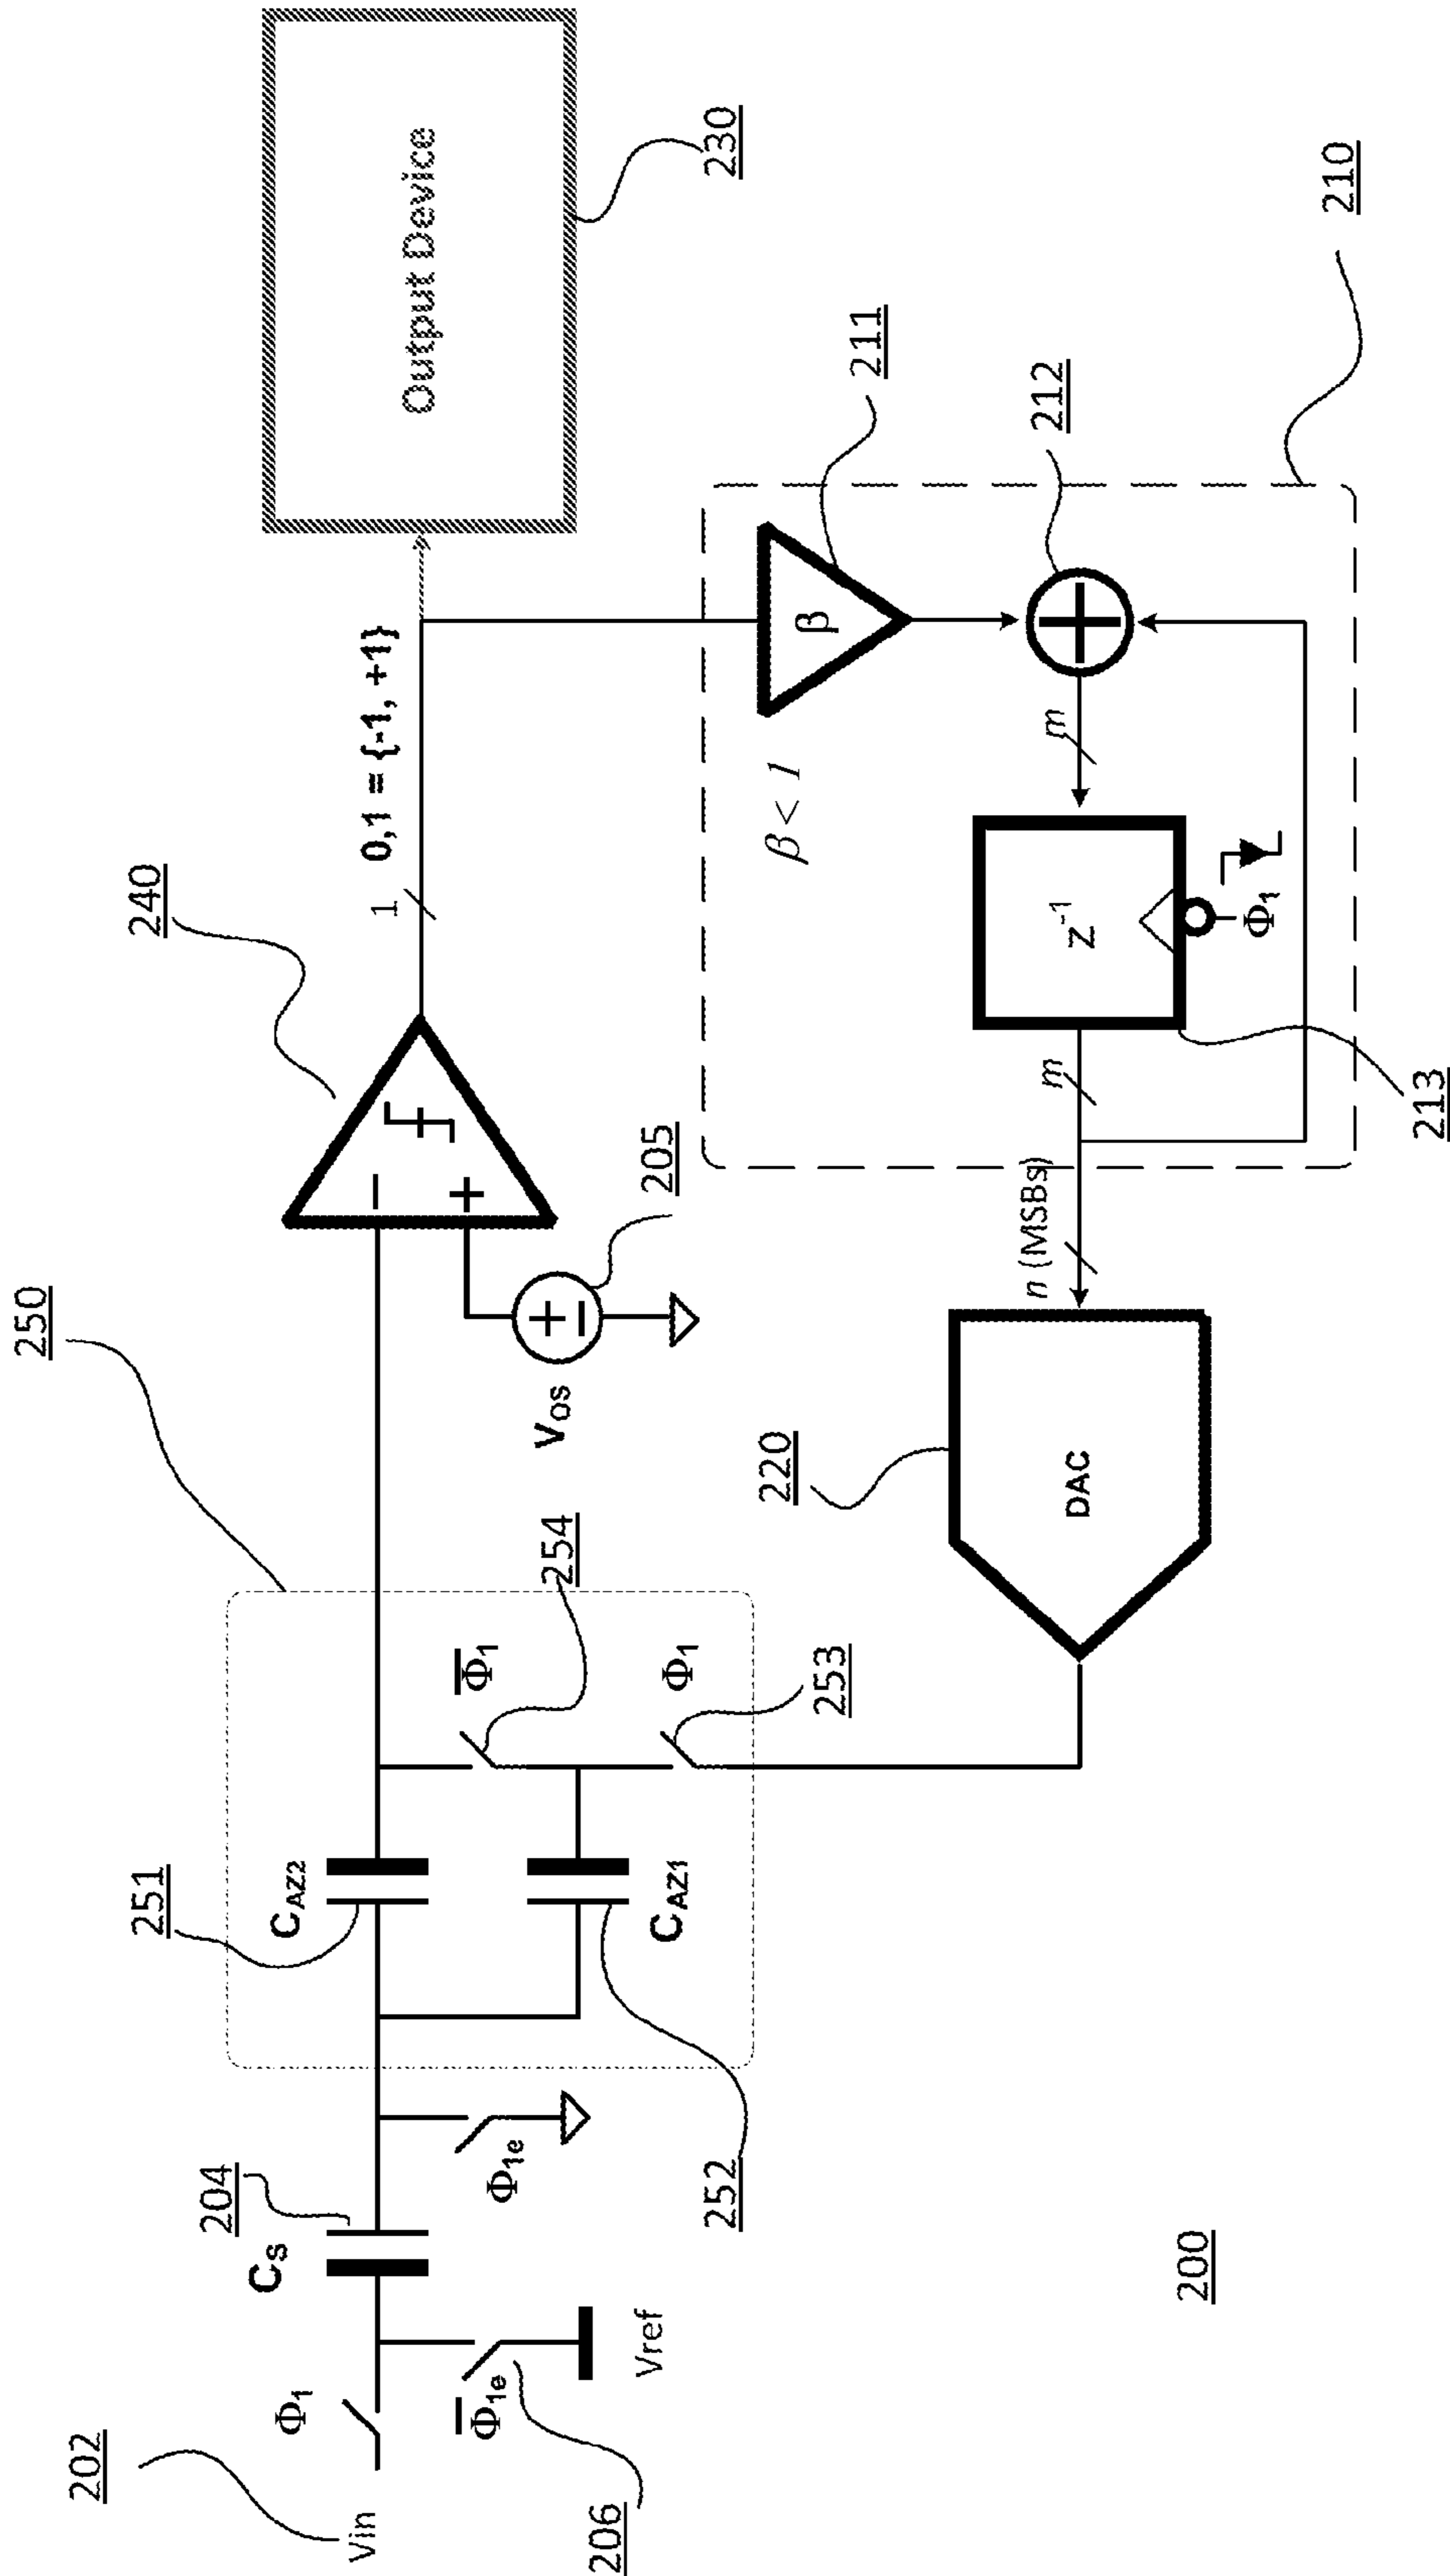 202
Vin
Φ1
Φ̅1e
206
Vref
CS
204
Φ1e
250
251
CAZ2
CAZ1
252
Φ̅1
254
Φ1
253
240
−
+
VOS
+
−
205
1
0,1 = {-1, +1}
Output Device
230
β
β < 1
211
212
+
m
z-1
Φ1
213
m
n (MSBs)
210
DAC
220
200